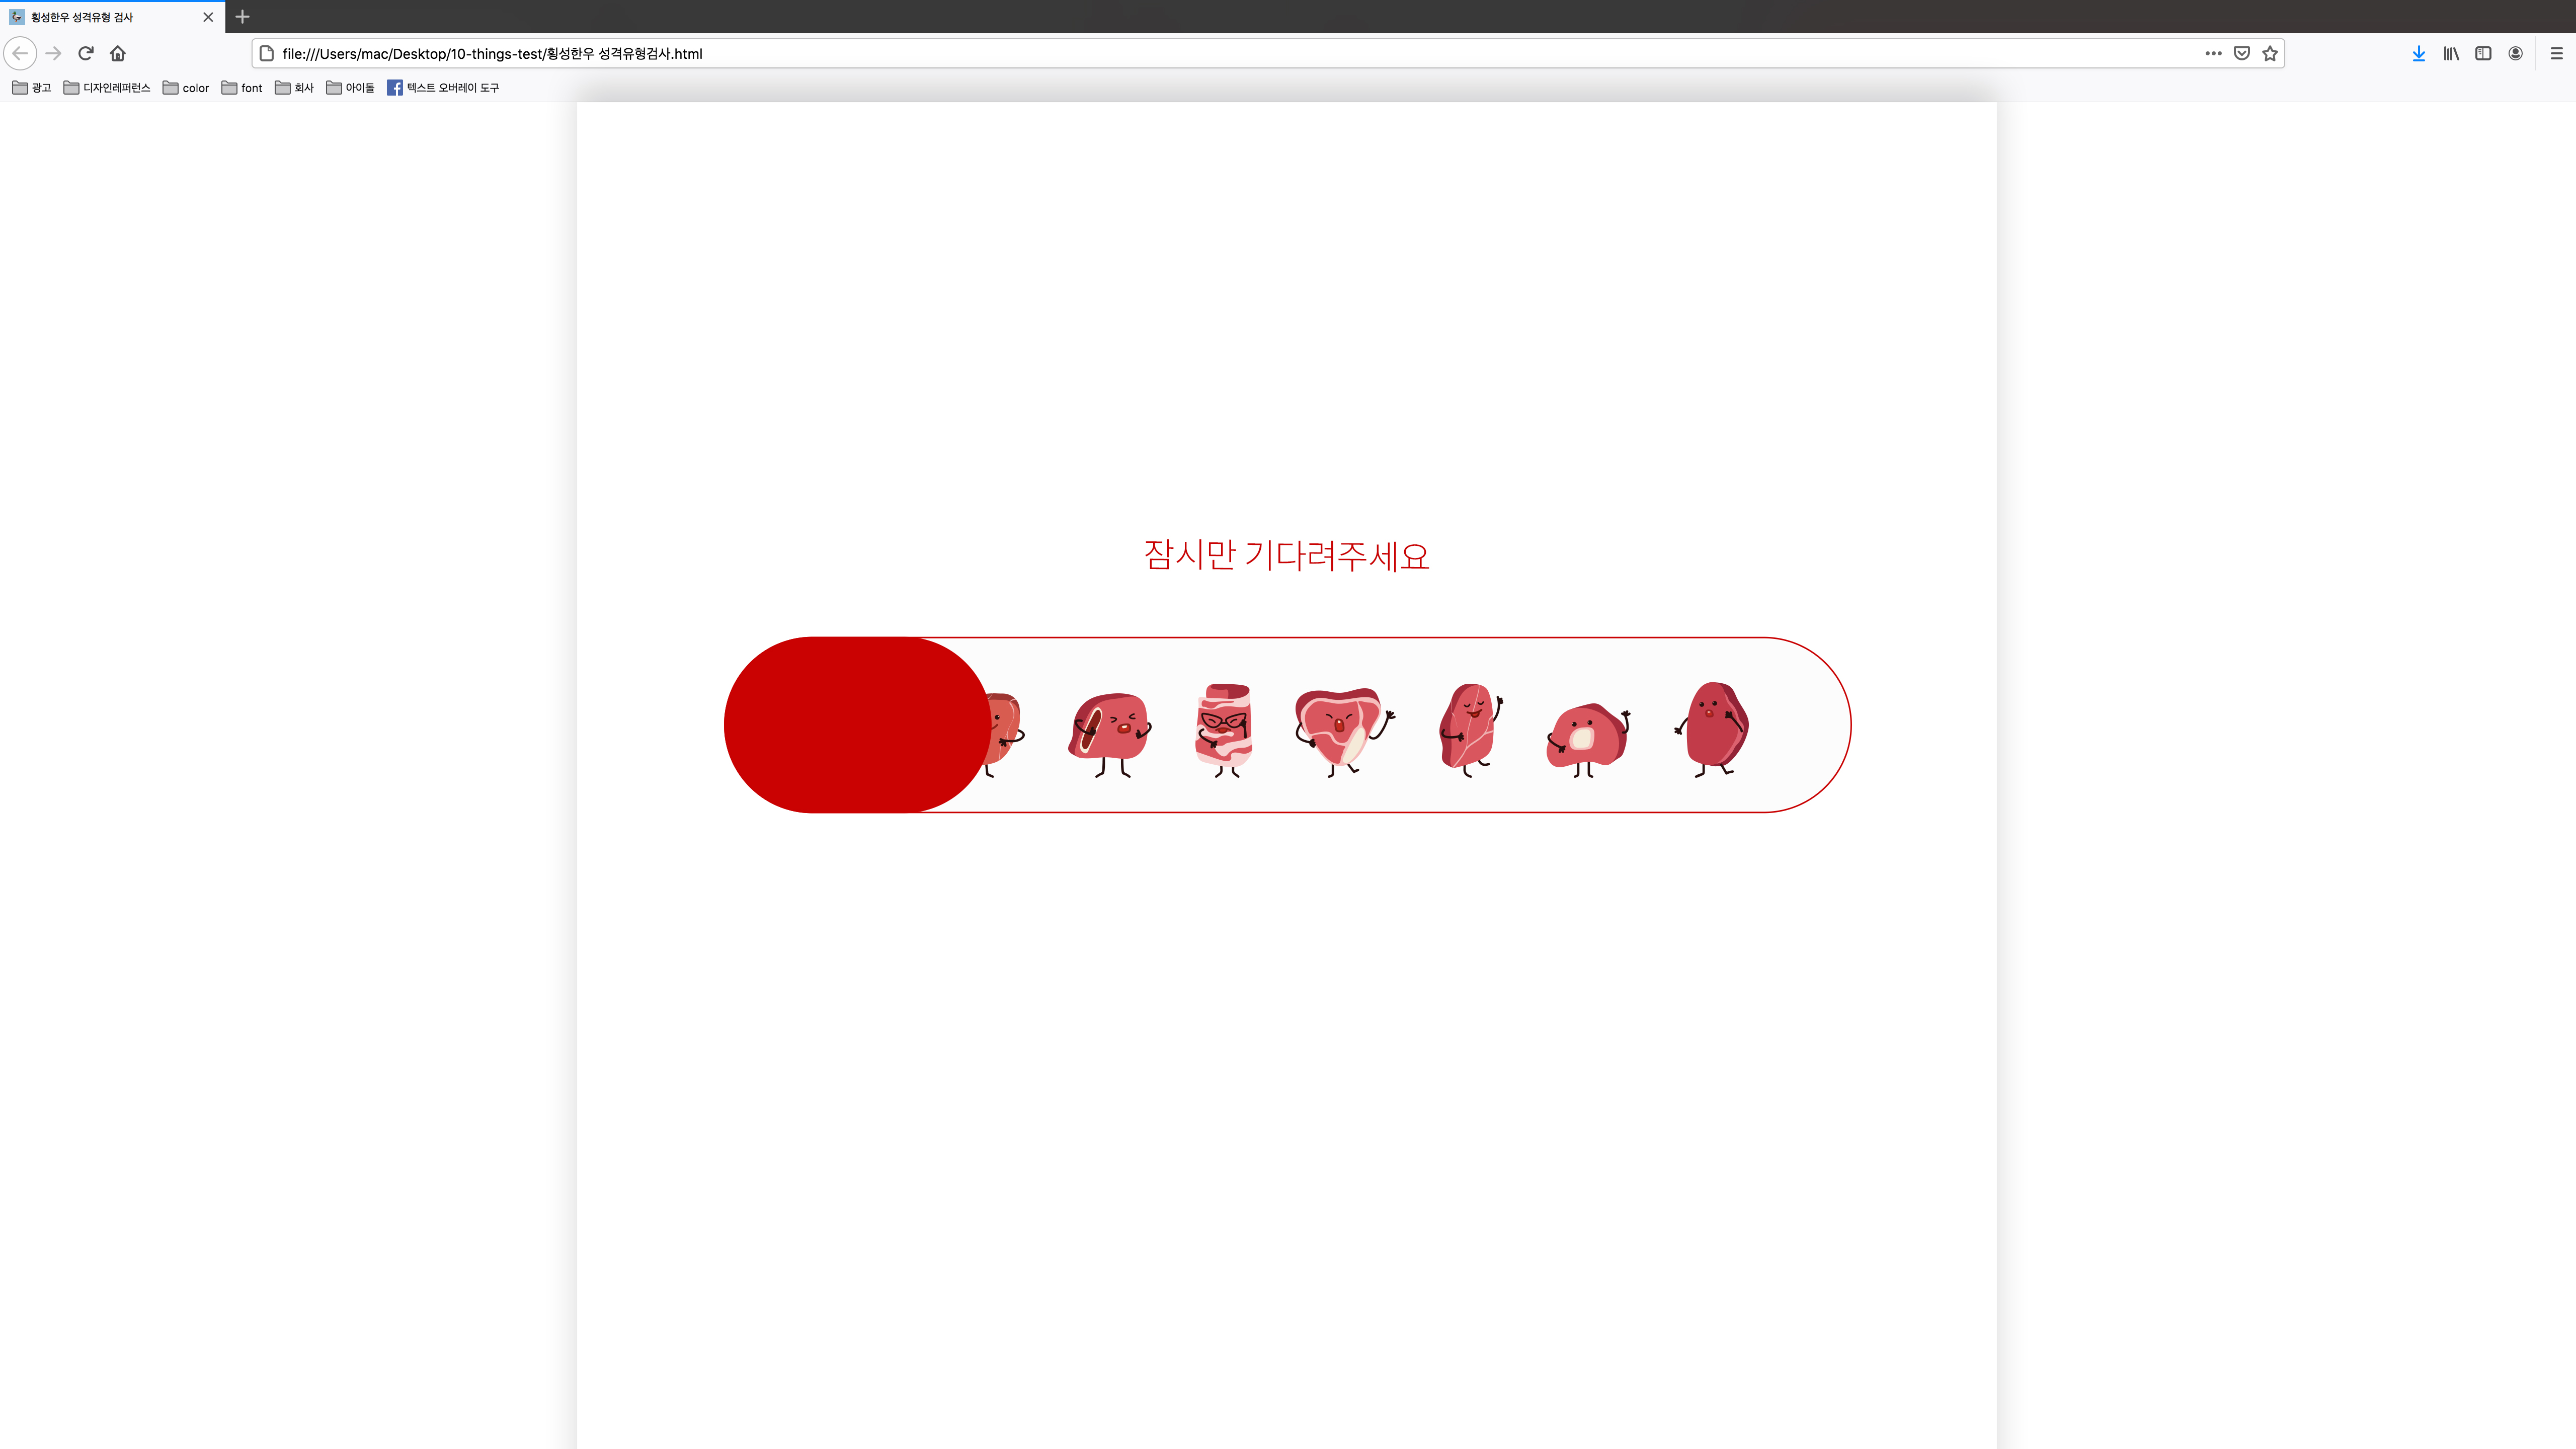 횡성한우 성격유형 검사
file:///Users/mac/Desktop/10-things-test/횡성한우 성격유형검사.html
광고 디자인레퍼런스 color font 회사 아이돌 텍스트 오버레이 도구
잠시만 기다려주세요